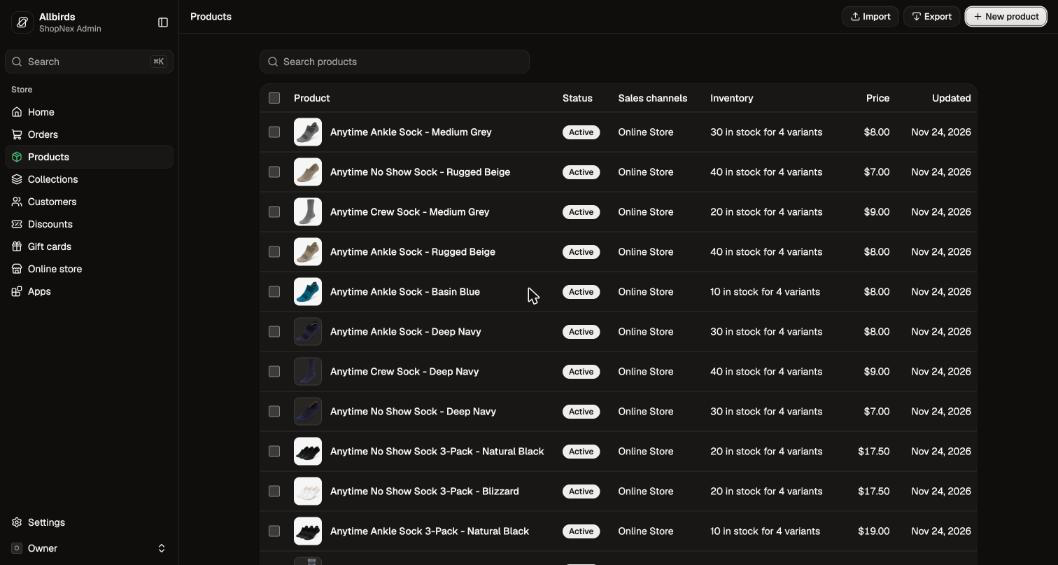 Allbirds
ShopNex Admin
Search ⌘K
Store
Home
Orders
Products
Collections
Customers
Discounts
Gift cards
Online store
Apps
Settings
Owner
Products
Import Export + New product
Search products
Product Status Sales channels Inventory Price Updated
Anytime Ankle Sock - Medium Grey Active Online Store 30 in stock for 4 variants $8.00 Nov 24, 2026
Anytime No Show Sock - Rugged Beige Active Online Store 40 in stock for 4 variants $7.00 Nov 24, 2026
Anytime Crew Sock - Medium Grey Active Online Store 20 in stock for 4 variants $9.00 Nov 24, 2026
Anytime Ankle Sock - Rugged Beige Active Online Store 40 in stock for 4 variants $8.00 Nov 24, 2026
Anytime Ankle Sock - Basin Blue Active Online Store 10 in stock for 4 variants $8.00 Nov 24, 2026
Anytime Ankle Sock - Deep Navy Active Online Store 30 in stock for 4 variants $8.00 Nov 24, 2026
Anytime Crew Sock - Deep Navy Active Online Store 40 in stock for 4 variants $9.00 Nov 24, 2026
Anytime No Show Sock - Deep Navy Active Online Store 30 in stock for 4 variants $7.00 Nov 24, 2026
Anytime No Show Sock 3-Pack - Natural Black Active Online Store 20 in stock for 4 variants $17.50 Nov 24, 2026
Anytime No Show Sock 3-Pack - Blizzard Active Online Store 20 in stock for 4 variants $17.50 Nov 24, 2026
Anytime Ankle Sock 3-Pack - Natural Black Active Online Store 10 in stock for 4 variants $19.00 Nov 24, 2026